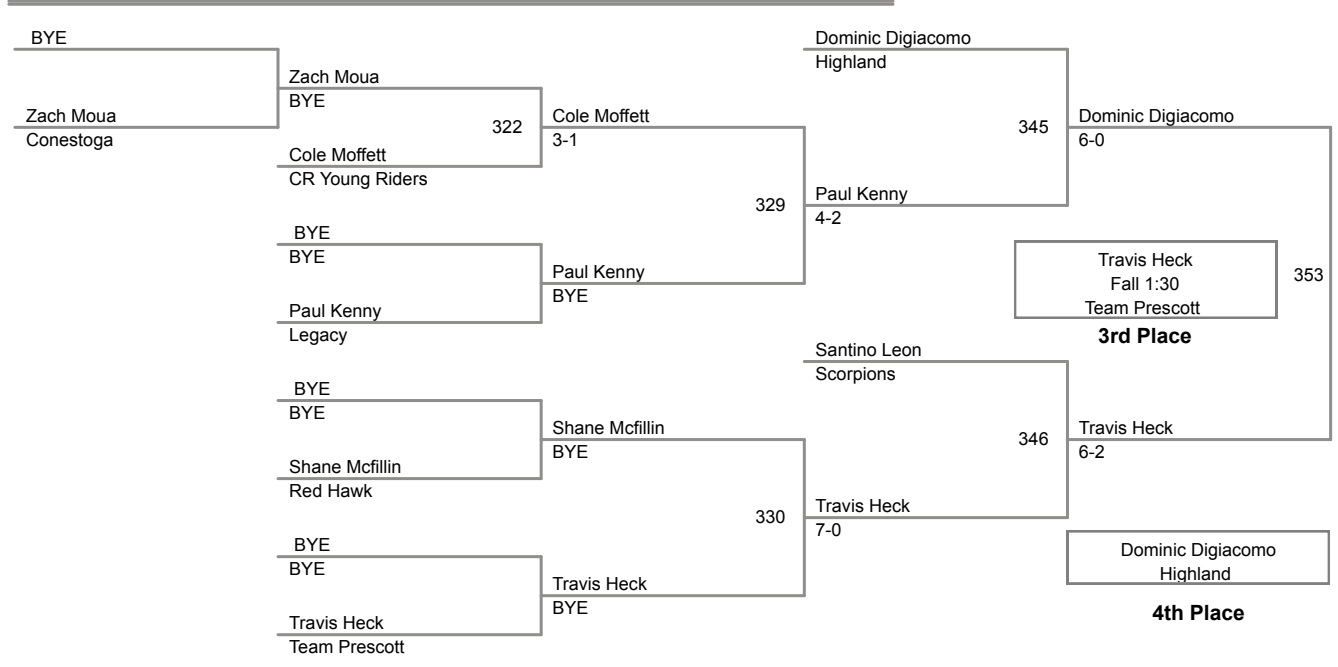 BYE
Zach Moua
Conestoga
Zach Moua
BYE
322
Cole Moffett
CR Young Riders
BYE
BYE
Paul Kenny
Legacy
BYE
BYE
Shane Mcfillin
Red Hawk
BYE
BYE
Travis Heck
Team Prescott
Cole Moffett
3-1
329
Paul Kenny
BYE
Shane Mcfillin
BYE
330
Travis Heck
BYE
Dominic Digiacomo
Highland
345
Paul Kenny
4-2
Santino Leon
Scorpions
346
Travis Heck
7-0
Dominic Digiacomo
6-0
353
Travis Heck
6-2
Travis Heck
Fall 1:30
Team Prescott
3rd Place
Dominic Digiacomo
Highland
4th Place